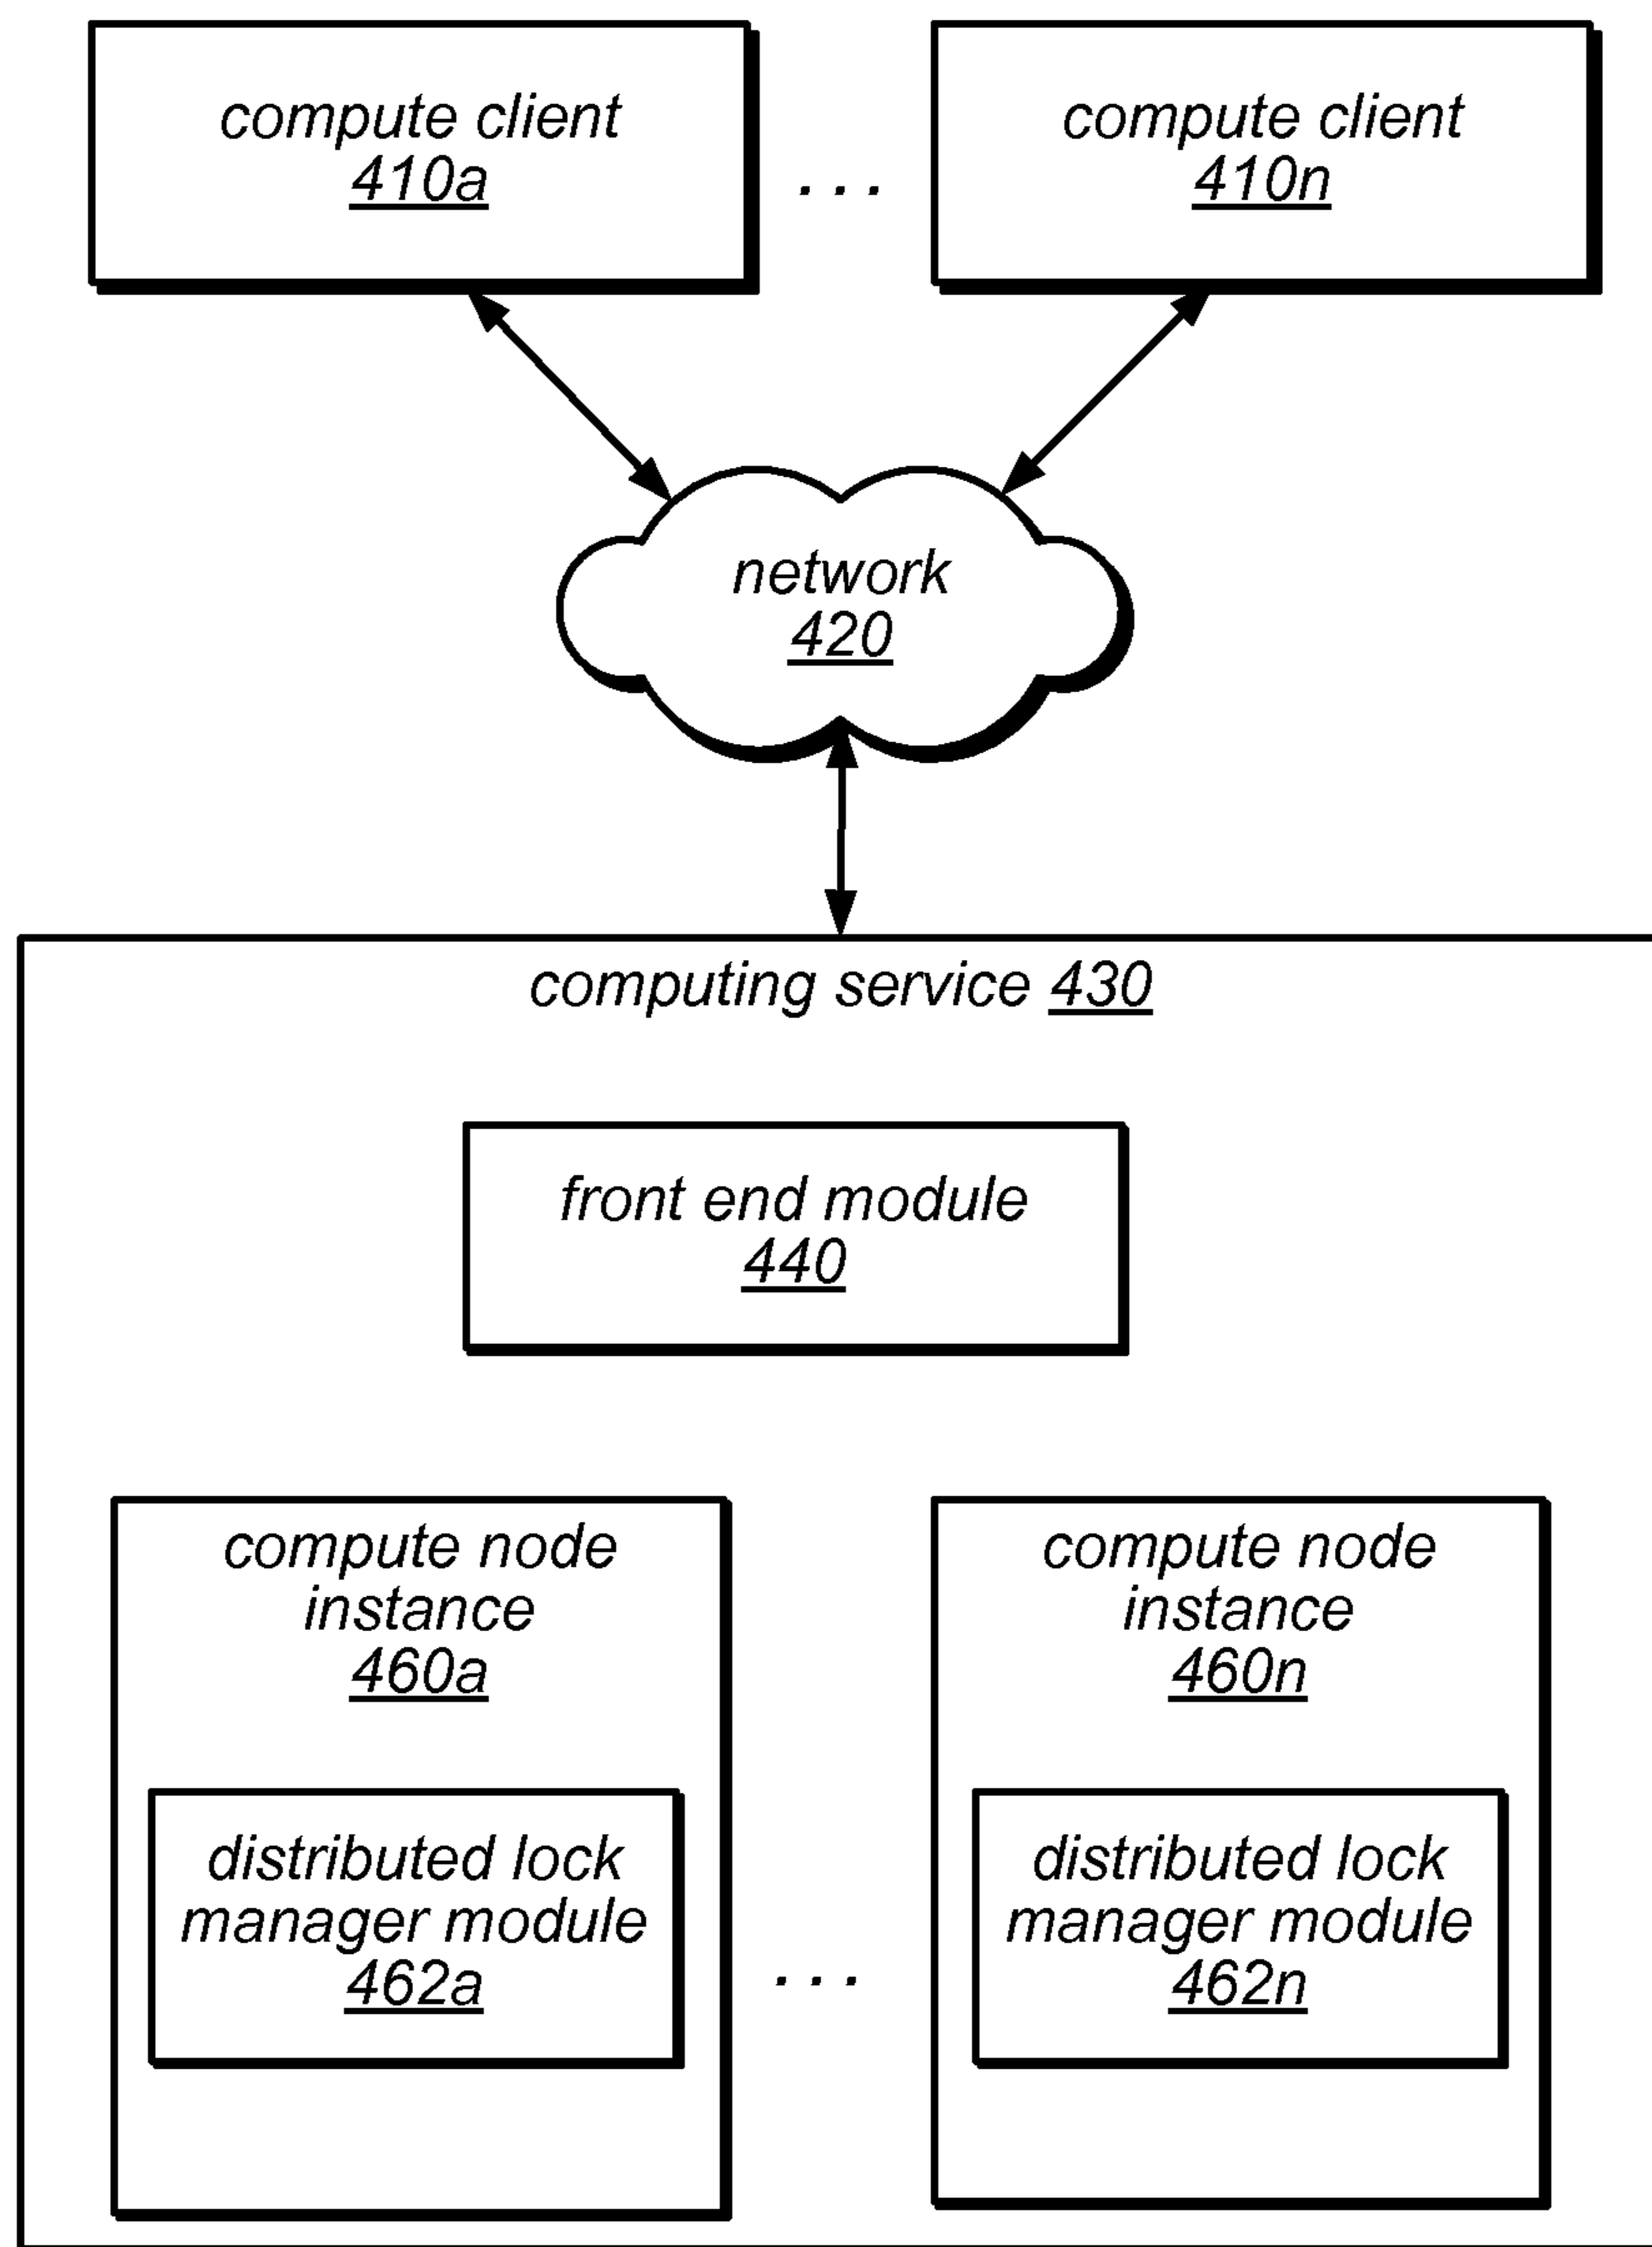 compute client
410a
. . .
compute client
410n
network
420
computing service 430
front end module
440
compute node
instance
460a
distributed lock
manager module
462a
. . .
compute node
instance
460n
distributed lock
manager module
462n